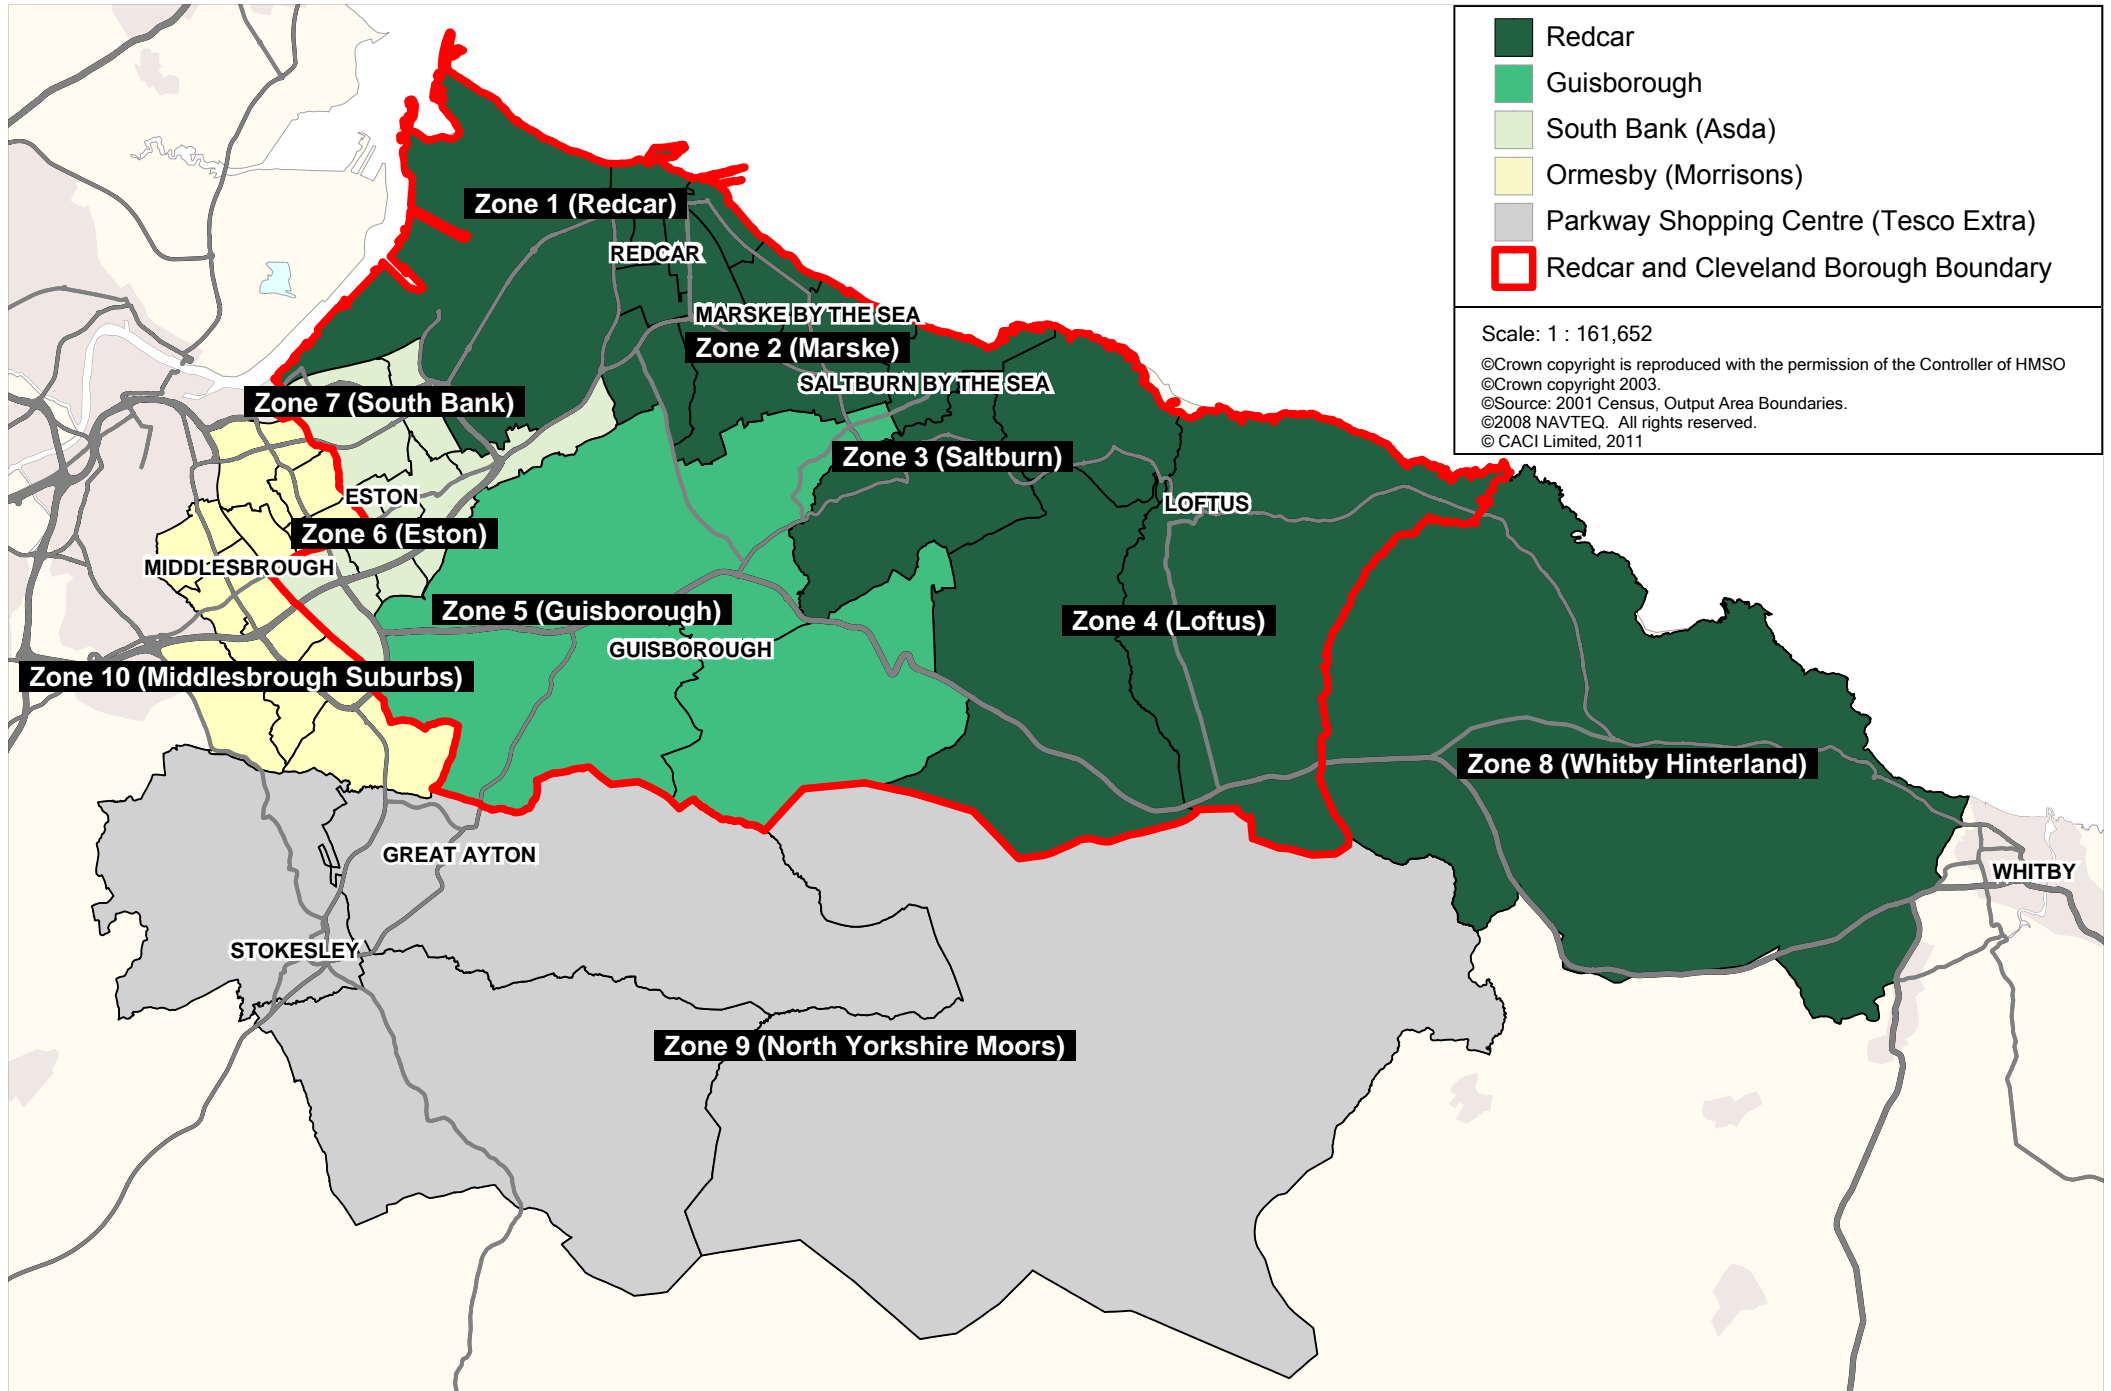 Redcar
Guisborough
South Bank (Asda)
Ormesby (Morrisons)
Parkway Shopping Centre (Tesco Extra)
Redcar and Cleveland Borough Boundary
Scale: 1 : 161,652
©Crown copyright is reproduced with the permission of the Controller of HMSO
©Crown copyright 2003.
©Source: 2001 Census, Output Area Boundaries.
©2008 NAVTEQ. All rights reserved.
© CACI Limited, 2011
Zone 1 (Redcar)
REDCAR
MARSKE BY THE SEA
Zone 2 (Marske)
SALTBURN BY THE SEA
Zone 7 (South Bank)
Zone 3 (Saltburn)
ESTON
LOFTUS
Zone 6 (Eston)
MIDDLESBROUGH
Zone 5 (Guisborough)
Zone 4 (Loftus)
GUISBOROUGH
Zone 10 (Middlesbrough Suburbs)
Zone 8 (Whitby Hinterland)
GREAT AYTON
WHITBY
STOKESLEY
Zone 9 (North Yorkshire Moors)